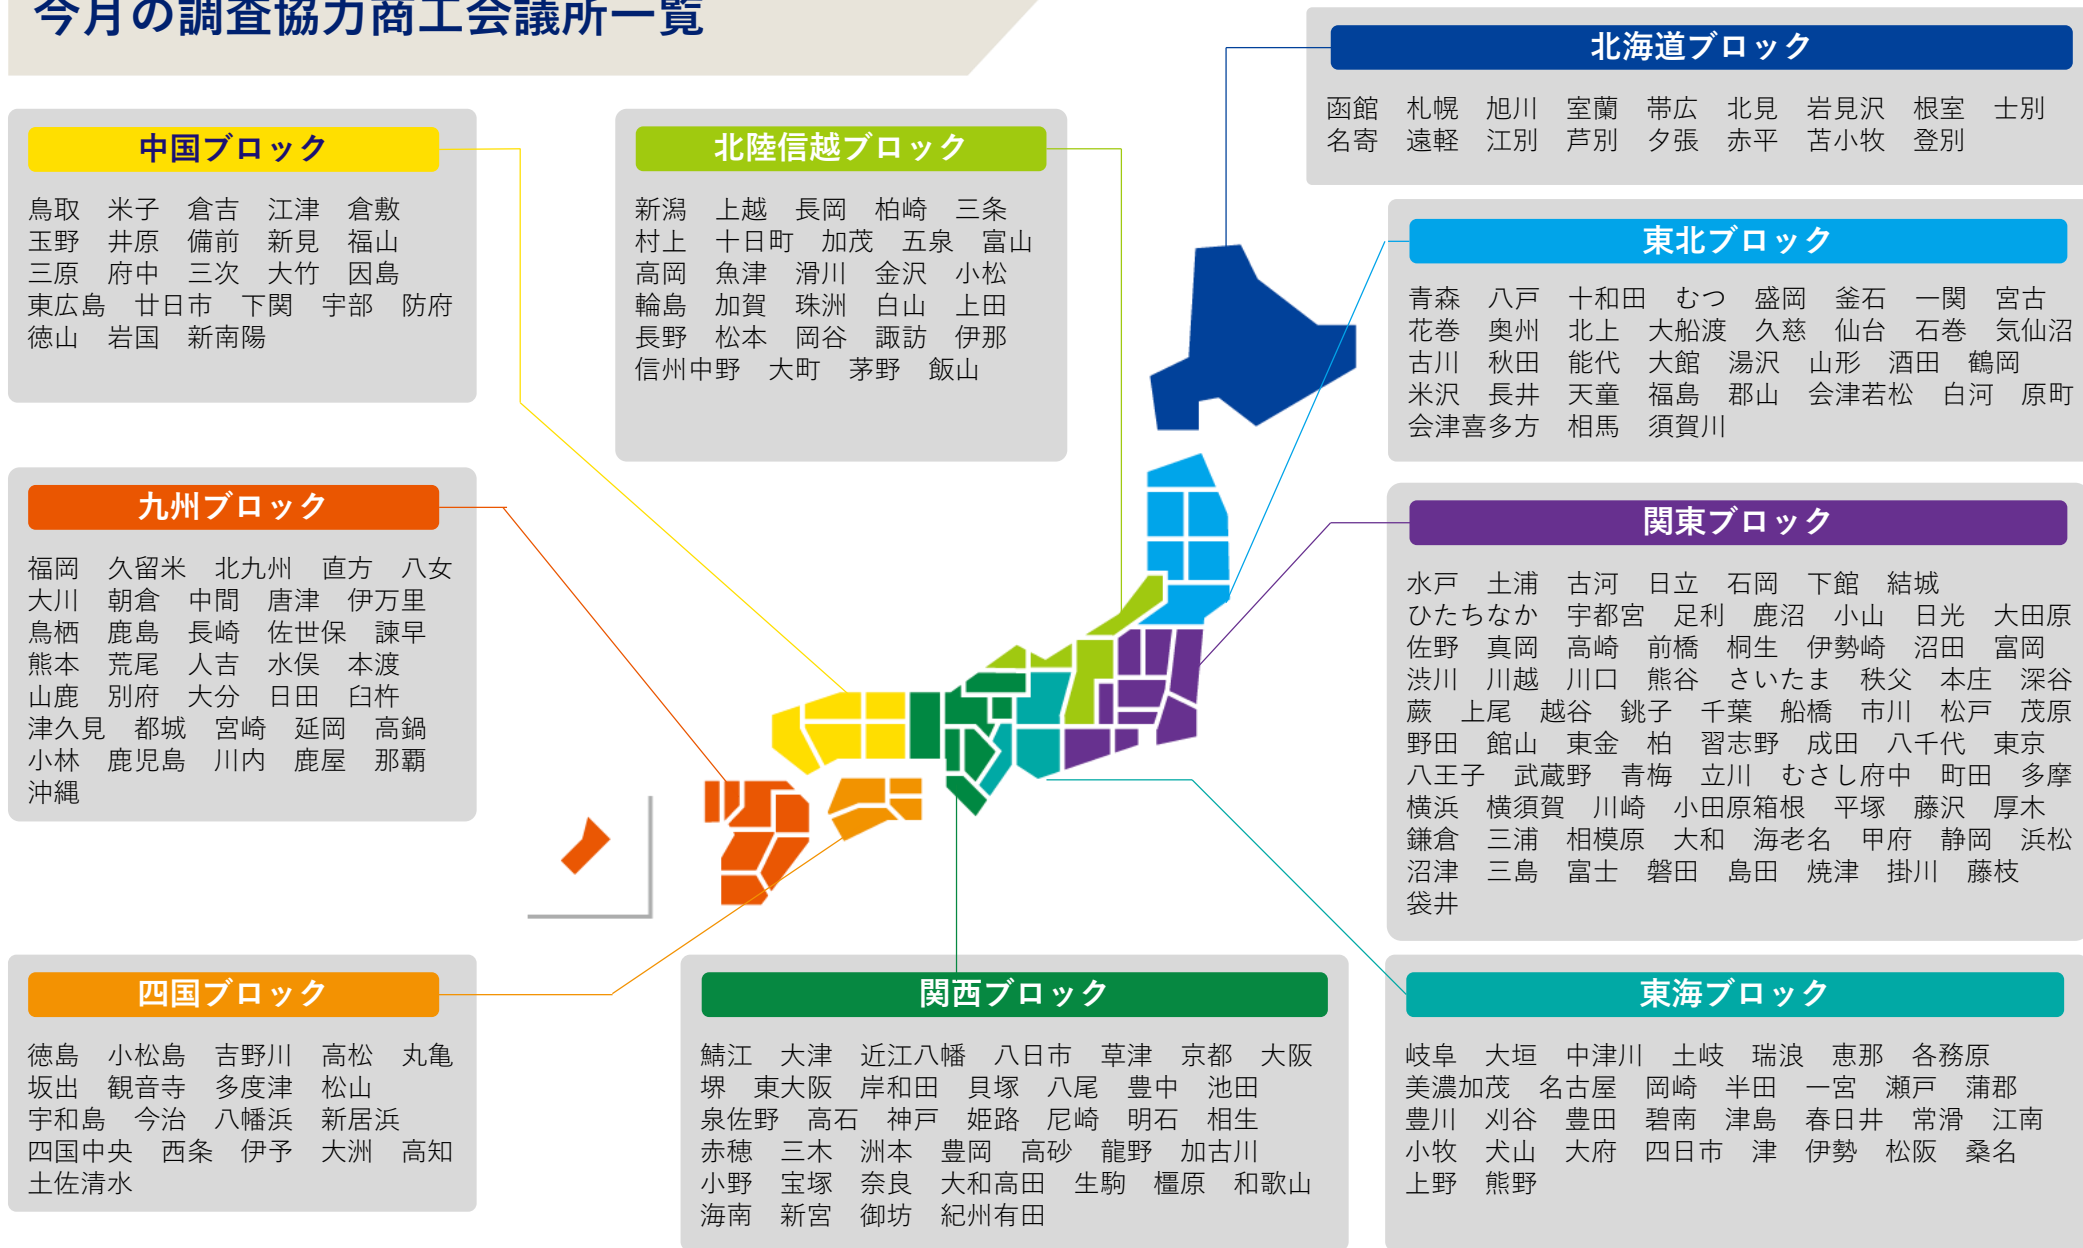 今月の調査協力商工会議所一覧
北海道ブロック
函館　札幌　旭川　室蘭　帯広　北見　岩見沢　根室　士別
名寄　遠軽　江別　芦別　夕張　赤平　苫小牧　登別
中国ブロック
鳥取　米子　倉吉　江津　倉敷
玉野　井原　備前　新見　福山
三原　府中　三次　大竹　因島
東広島　廿日市　下関　宇部　防府
徳山　岩国　新南陽
北陸信越ブロック
新潟　上越　長岡　柏崎　三条
村上　十日町　加茂　五泉　富山
高岡　魚津　滑川　金沢　小松
輪島　加賀　珠洲　白山　上田
長野　松本　岡谷　諏訪　伊那
信州中野　大町　茅野　飯山
東北ブロック
青森　八戸　十和田　むつ　盛岡　釜石　一関　宮古
花巻　奥州　北上　大船渡　久慈　仙台　石巻　気仙沼
古川　秋田　能代　大館　湯沢　山形　酒田　鶴岡
米沢　長井　天童　福島　郡山　会津若松　白河　原町
会津喜多方　相馬　須賀川
九州ブロック
福岡　久留米　北九州　直方　八女
大川　朝倉　中間　唐津　伊万里
鳥栖　鹿島　長崎　佐世保　諫早
熊本　荒尾　人吉　水俣　本渡
山鹿　別府　大分　日田　臼杵
津久見　都城　宮崎　延岡　高鍋
小林　鹿児島　川内　鹿屋　那覇
沖縄
関東ブロック
水戸　土浦　古河　日立　石岡　下館　結城
ひたちなか　宇都宮　足利　鹿沼　小山　日光　大田原
佐野　真岡　高崎　前橋　桐生　伊勢崎　沼田　富岡
渋川　川越　川口　熊谷　さいたま　秩父　本庄　深谷
蕨　上尾　越谷　銚子　千葉　船橋　市川　松戸　茂原
野田　館山　東金　柏　習志野　成田　八千代　東京
八王子　武蔵野　青梅　立川　むさし府中　町田　多摩
横浜　横須賀　川崎　小田原箱根　平塚　藤沢　厚木
鎌倉　三浦　相模原　大和　海老名　甲府　静岡　浜松
沼津　三島　富士　磐田　島田　焼津　掛川　藤枝
袋井
四国ブロック
徳島　小松島　吉野川　高松　丸亀
坂出　観音寺　多度津　松山
宇和島　今治　八幡浜　新居浜
四国中央　西条　伊予　大洲　高知
土佐清水
関西ブロック
鯖江　大津　近江八幡　八日市　草津　京都　大阪
堺　東大阪　岸和田　貝塚　八尾　豊中　池田
泉佐野　高石　神戸　姫路　尼崎　明石　相生
赤穂　三木　洲本　豊岡　高砂　龍野　加古川
小野　宝塚　奈良　大和高田　生駒　橿原　和歌山
海南　新宮　御坊　紀州有田
東海ブロック
岐阜　大垣　中津川　土岐　瑞浪　恵那　各務原
美濃加茂　名古屋　岡崎　半田　一宮　瀬戸　蒲郡
豊川　刈谷　豊田　碧南　津島　春日井　常滑　江南
小牧　犬山　大府　四日市　津　伊勢　松阪　桑名
上野　熊野